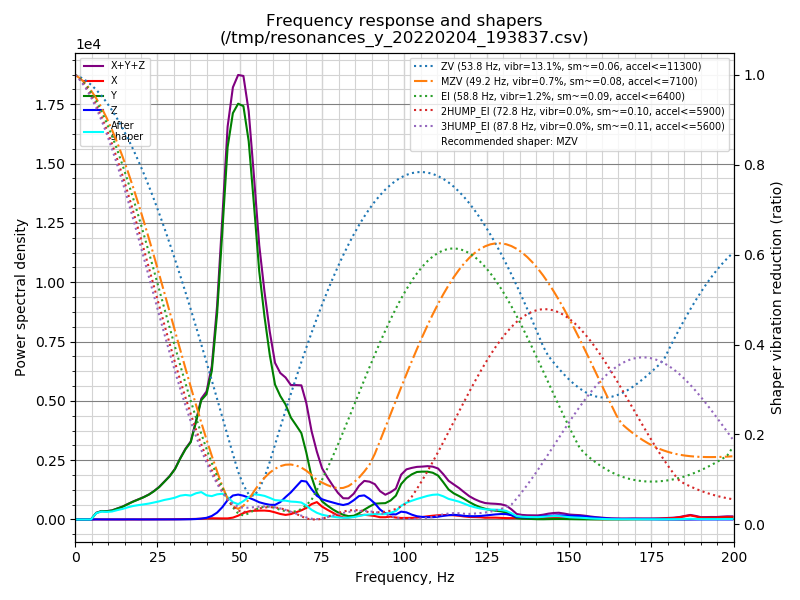 Frequency response and shapers
(/tmp/resonances_y_20220204_193837.csv)
1e4
X+Y+Z
X
Y
Z
After
shaper
ZV (53.8 Hz, vibr=13.1%, sm~=0.06, accel<=11300)
MZV (49.2 Hz, vibr=0.7%, sm~=0.08, accel<=7100)
EI (58.8 Hz, vibr=1.2%, sm~=0.09, accel<=6400)
2HUMP_EI (72.8 Hz, vibr=0.0%, sm~=0.10, accel<=5900)
3HUMP_EI (87.8 Hz, vibr=0.0%, sm~=0.11, accel<=5600)
Recommended shaper: MZV
1.75
1.50
1.25
1.00
0.75
0.50
0.25
0.00
Power spectral density
1.0
0.8
0.6
0.4
0.2
0.0
Shaper vibration reduction (ratio)
0 25 50 75 100 125 150 175 200
Frequency, Hz